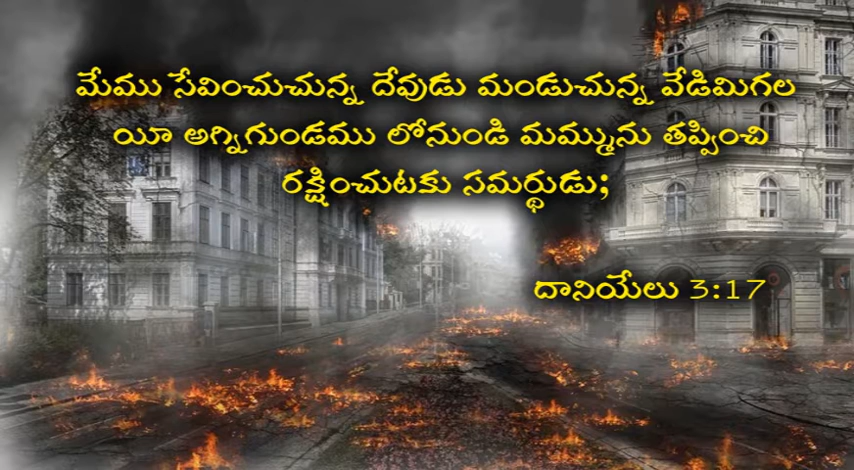 మేము సేవించుచున్న దేవుడు మండుచున్న వేడిమిగల
యీ అగ్నిగుండము లోనుండి మమ్మును తప్పించి
రక్షించుటకు సమర్థుడు;
దానియేలు 3:17